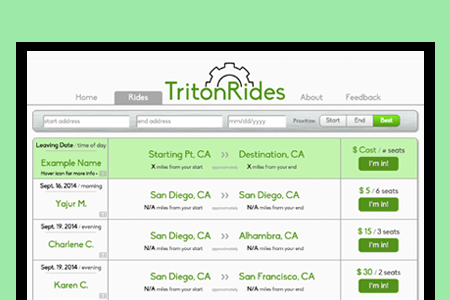 TritonRides
Home Rides About Feedback
start address end address mm/dd/yyyy Prioritize: Start End Best
Leaving Date / time of day
Example Name
Hover icon for more info ›
Starting Pt, CA >> Destination, CA
X miles from your start approximately X miles from your end
$ Cost / # seats
I'm in!
Sept. 16, 2014 / morning
Yajur M.
San Diego, CA >> San Diego, CA
N/A miles from your start approximately N/A miles from your end
$ 5 / 6 seats
I'm in!
Sept. 19, 2014 / evening
Charlene C.
San Diego, CA >> Alhambra, CA
N/A miles from your start approximately N/A miles from your end
$ 15 / 3 seats
I'm in!
Sept. 19, 2014 / evening
Karen C.
San Diego, CA >> San Francisco, CA
N/A miles from your start approximately N/A miles from your end
$ 30 / 2 seats
I'm in!